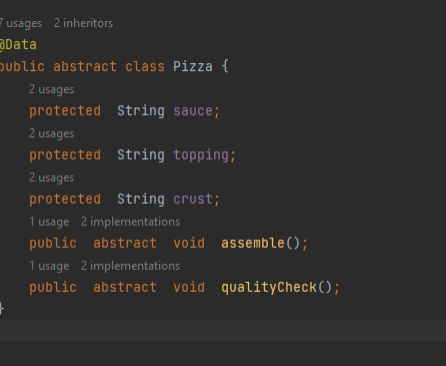 7 usages 2 inheritors
@Data
public abstract class Pizza {
2 usages
protected String sauce;
2 usages
protected String topping;
2 usages
protected String crust;
1 usage 2 implementations
public abstract void assemble();
1 usage 2 implementations
public abstract void qualityCheck();
}